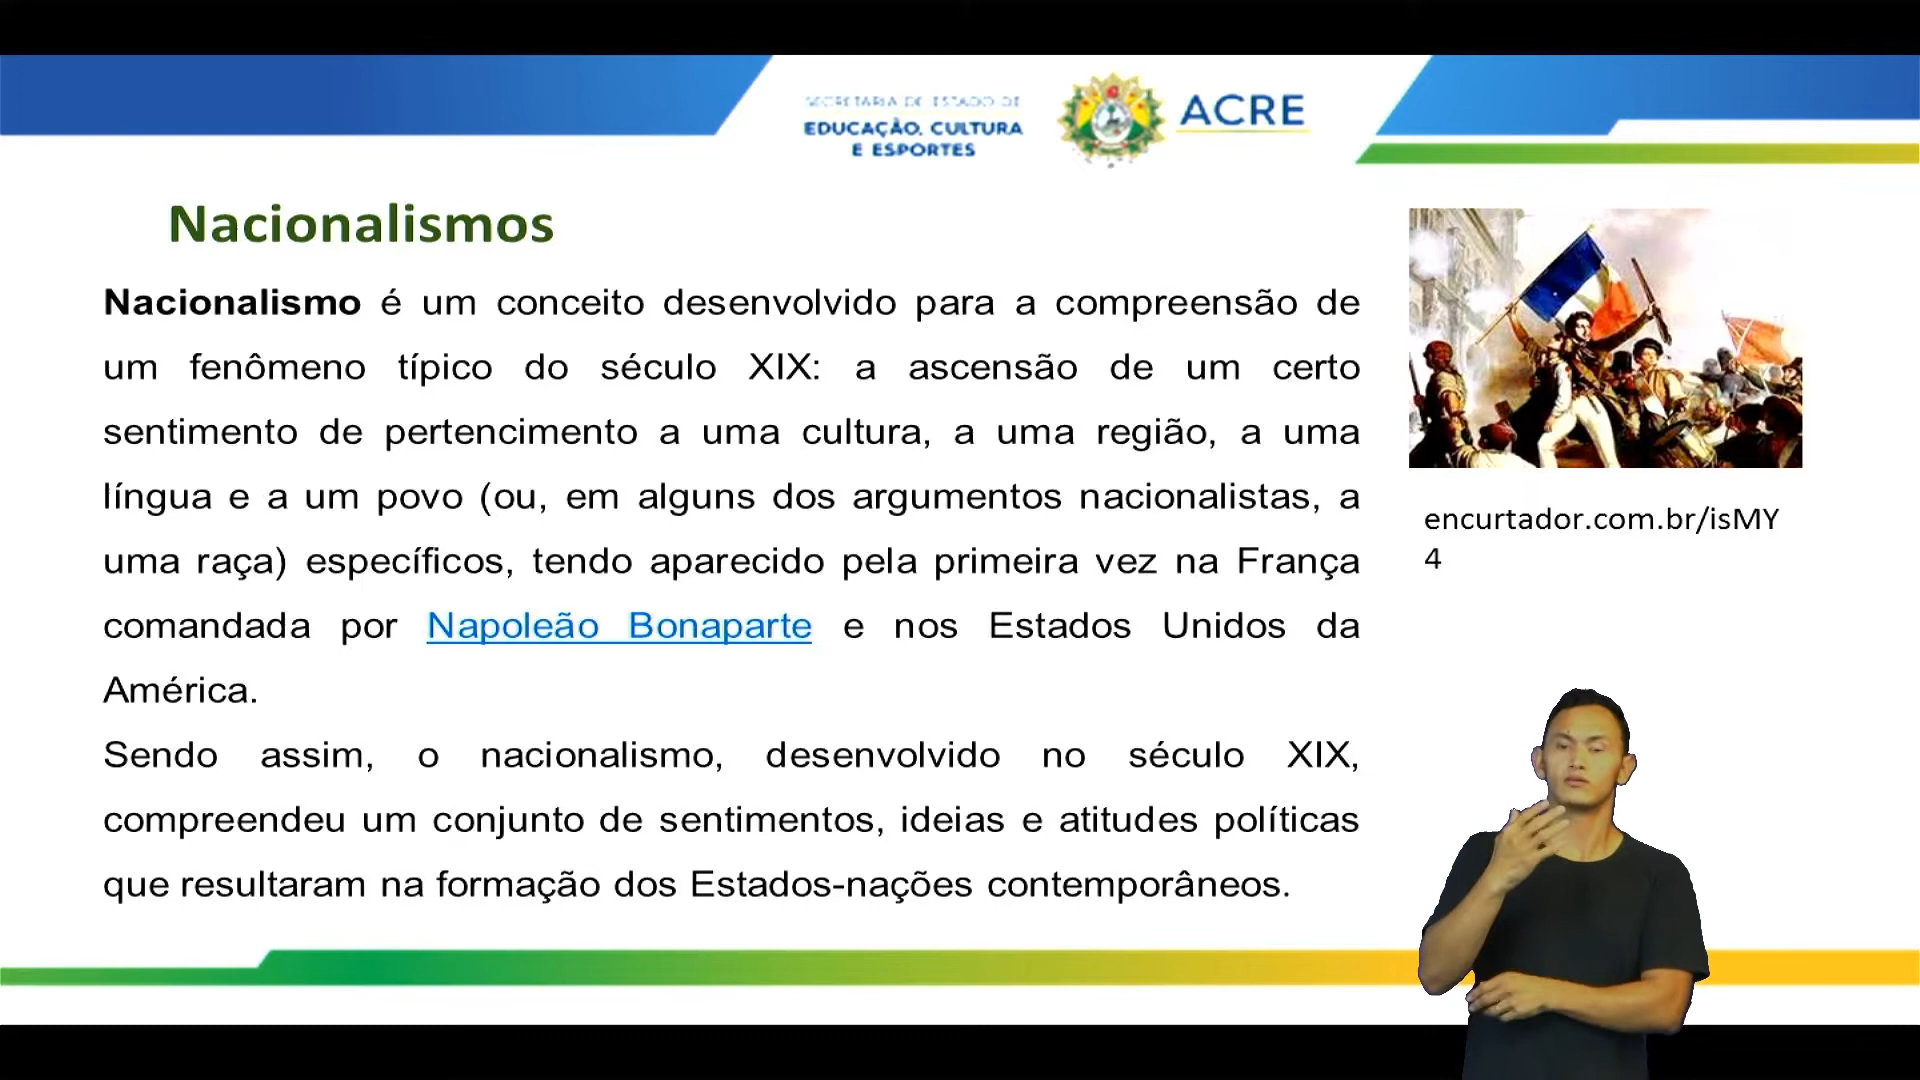 SECRETARIA DE ESTADO DE
EDUCAÇÃO, CULTURA
E ESPORTES
ACRE
Nacionalismos
Nacionalismo é um conceito desenvolvido para a compreensão de
um fenômeno típico do século XIX: a ascensão de um certo
sentimento de pertencimento a uma cultura, a uma região, a uma
língua e a um povo (ou, em alguns dos argumentos nacionalistas, a
uma raça) específicos, tendo aparecido pela primeira vez na França
comandada por Napoleão Bonaparte e nos Estados Unidos da
América.
Sendo assim, o nacionalismo, desenvolvido no século XIX,
compreendeu um conjunto de sentimentos, ideias e atitudes políticas
que resultaram na formação dos Estados-nações contemporâneos.
encurtador.com.br/isMY
4